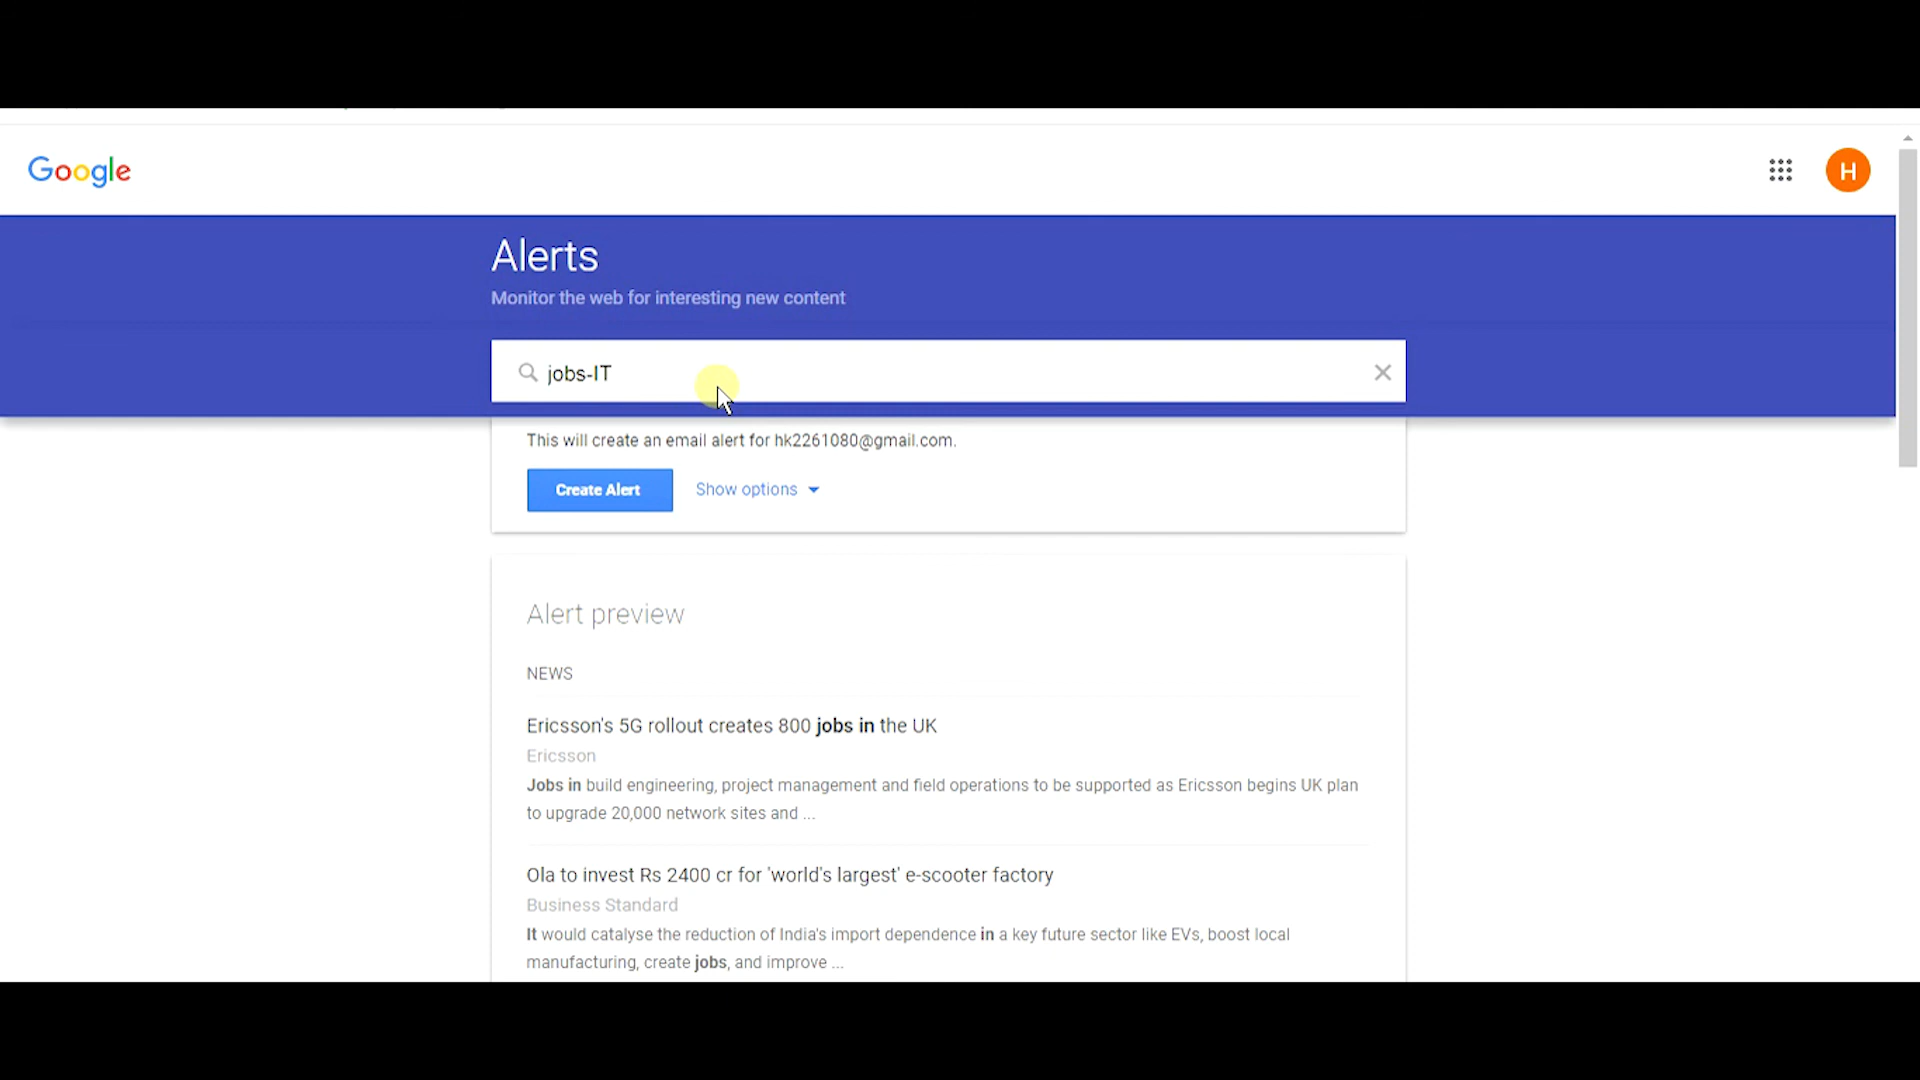 Google
H
Alerts
Monitor the web for interesting new content
jobs-IT
This will create an email alert for hk2261080@gmail.com.
Create Alert
Show options
Alert preview
NEWS
Ericsson's 5G rollout creates 800 jobs in the UK
Ericsson
Jobs in build engineering, project management and field operations to be supported as Ericsson begins UK plan
to upgrade 20,000 network sites and ...
Ola to invest Rs 2400 cr for 'world's largest' e-scooter factory
Business Standard
It would catalyse the reduction of India's import dependence in a key future sector like EVs, boost local
manufacturing, create jobs, and improve ...